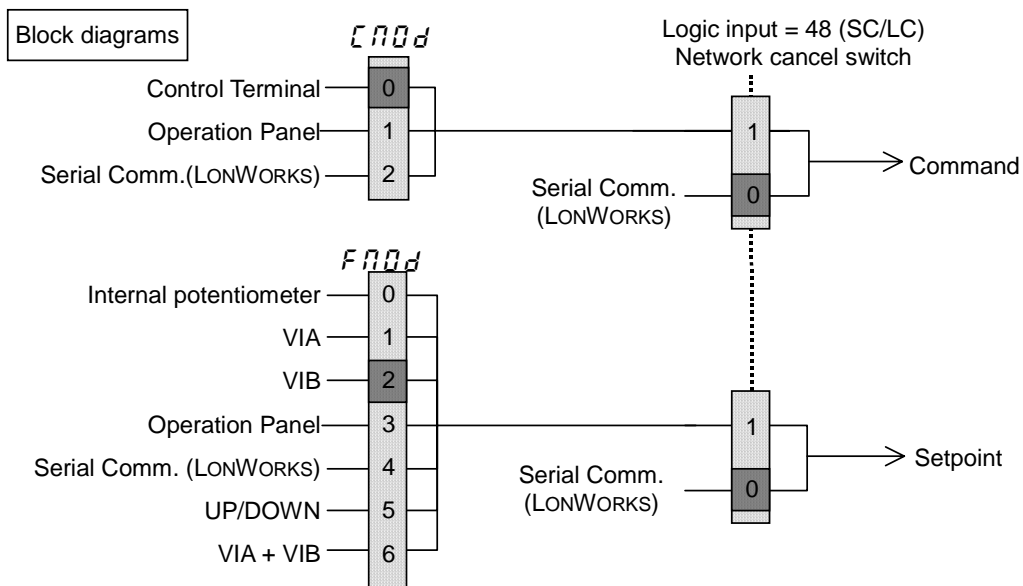 Block diagrams
CMOd
Logic input = 48 (SC/LC)
Network cancel switch
Control Terminal
0
Operation Panel
1
Serial Comm.(LONWORKS)
2
1
Serial Comm.
(LONWORKS)
0
Command
FMOd
Internal potentiometer
0
VIA
1
VIB
2
Operation Panel
3
Serial Comm. (LONWORKS)
4
UP/DOWN
5
VIA + VIB
6
1
Serial Comm.
(LONWORKS)
0
Setpoint